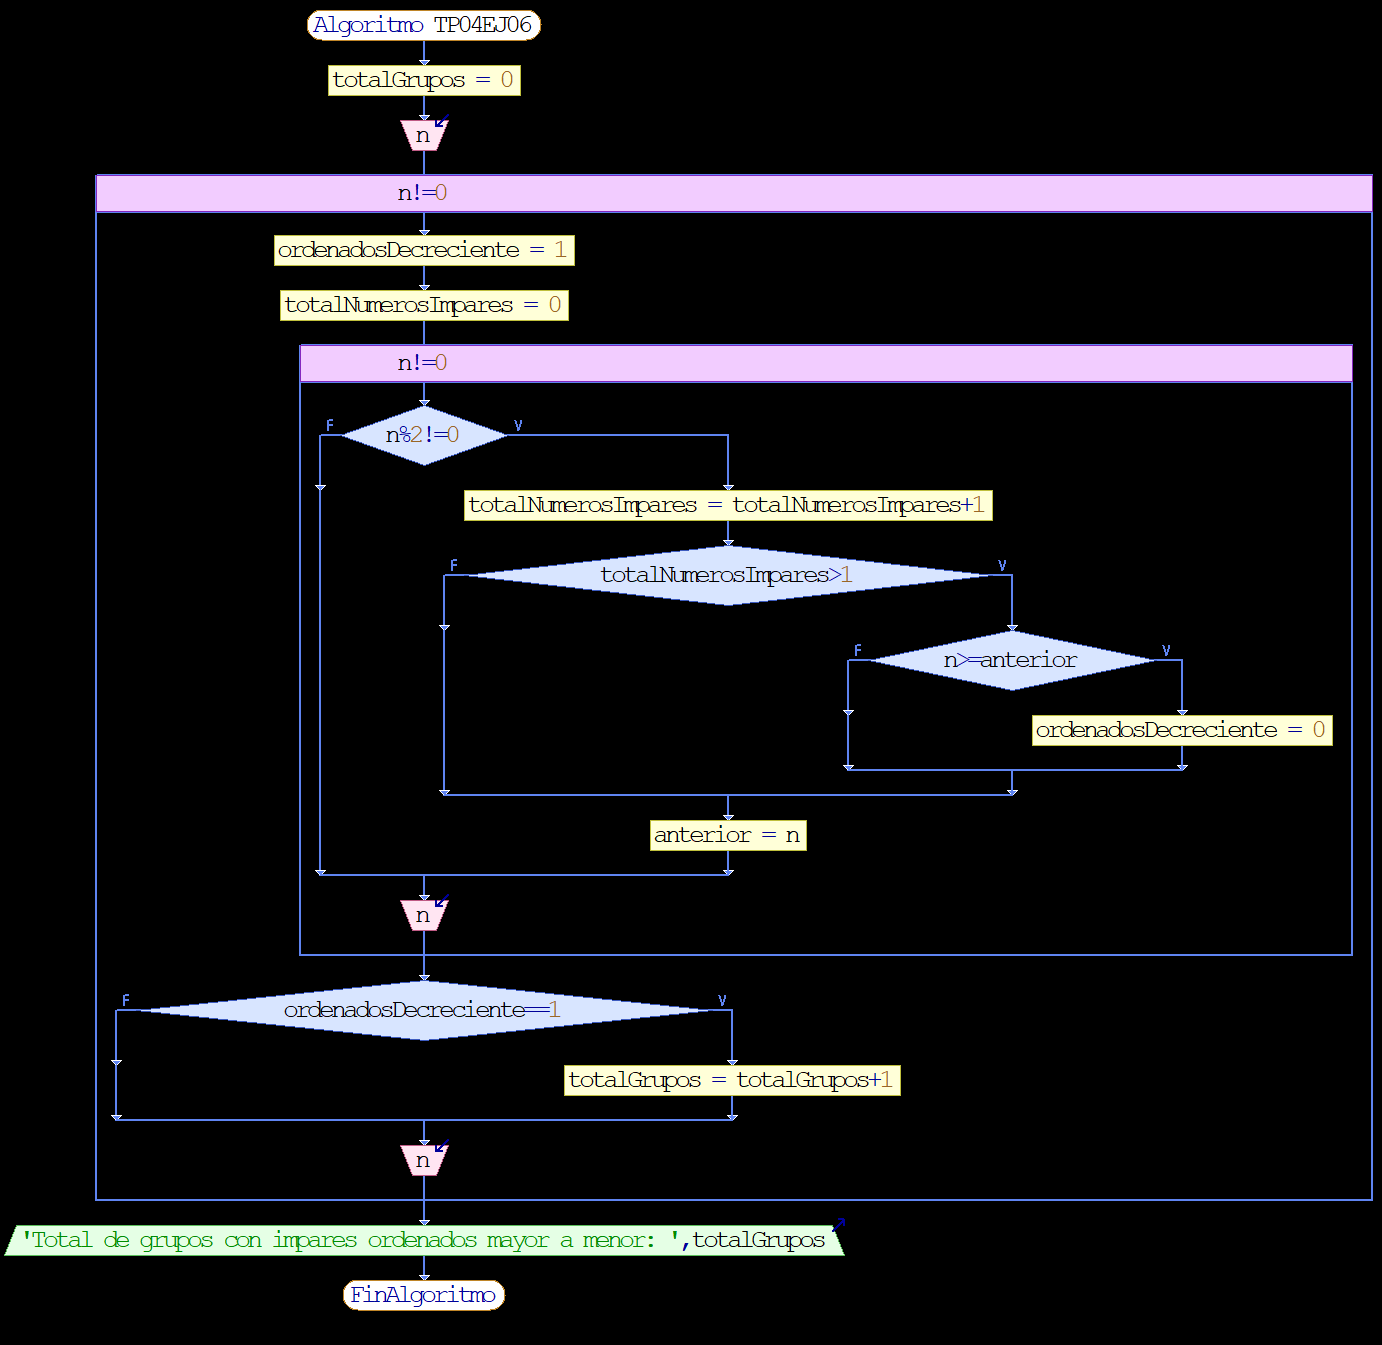 Algoritmo TP04EJ06
totalGrupos = 0
n
n!=0
ordenadosDecreciente = 1
totalNumerosImpares = 0
n!=0
F
n%2!=0
V
totalNumerosImpares = totalNumerosImpares+1
F
totalNumerosImpares>1
V
F
n>=anterior
V
ordenadosDecreciente = 0
anterior = n
n
F
ordenadosDecreciente==1
V
totalGrupos = totalGrupos+1
n
'Total de grupos con impares ordenados mayor a menor: ',totalGrupos
FinAlgoritmo